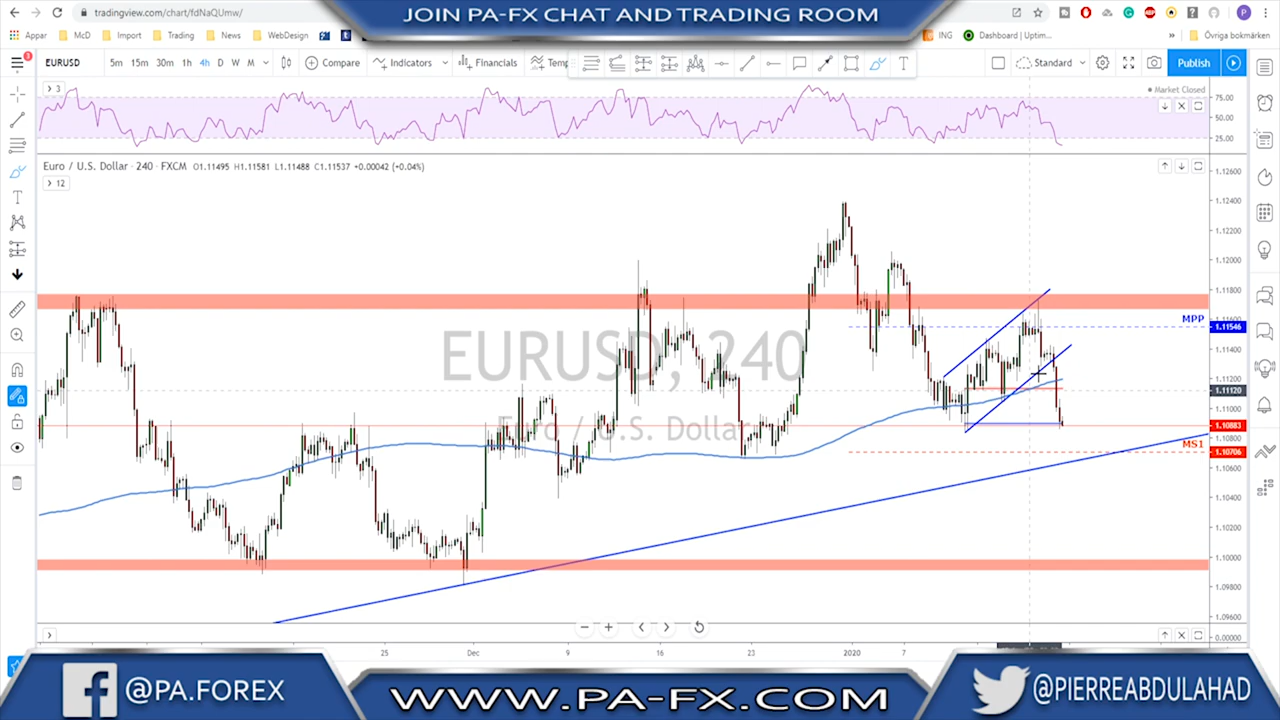 JOIN PA-FX CHAT AND TRADING ROOM
tradingview.com/chart/fdNaQUmw/
Appar McD Import Trading News WebDesign ING Dashboard | Uptim... Övriga bokmärken
EURUSD 5m 15m 30m 1h 4h D W M Compare Indicators Financials Temp Standard Publish
3
Market Closed
75.00
50.00
25.00
Euro / U.S. Dollar · 240 · FXCM O1.11495 H1.11581 L1.11488 C1.11537 +0.00042 (+0.04%)
12
1.12600
1.12400
1.12200
1.12000
1.11800
MPP
1.11546
1.11400
1.11200
1.11120
1.11000
1.10883
1.10800
MS1
1.10706
1.10600
1.10400
1.10200
1.10000
1.09800
1.09600
0.00000
EURUSD, 240
Euro / U.S. Dollar
25 Dec 9 16 23 2020 7
@PA.FOREX
WWW.PA-FX.COM
@PIERREABDULAHAD